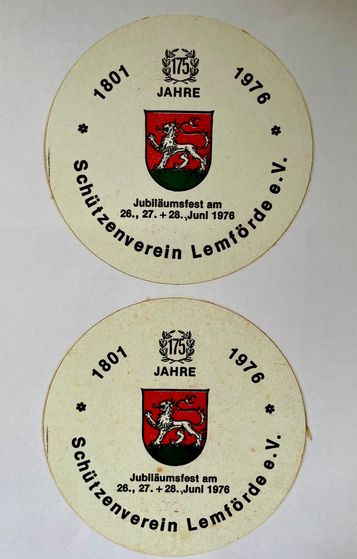 1801
1976
175
JAHRE
Jubiläumsfest am
26., 27. + 28., Juni 1976
Schützenverein Lemförde e.V.
1801
1976
175
JAHRE
Jubiläumsfest am
26., 27. + 28., Juni 1976
Schützenverein Lemförde e.V.